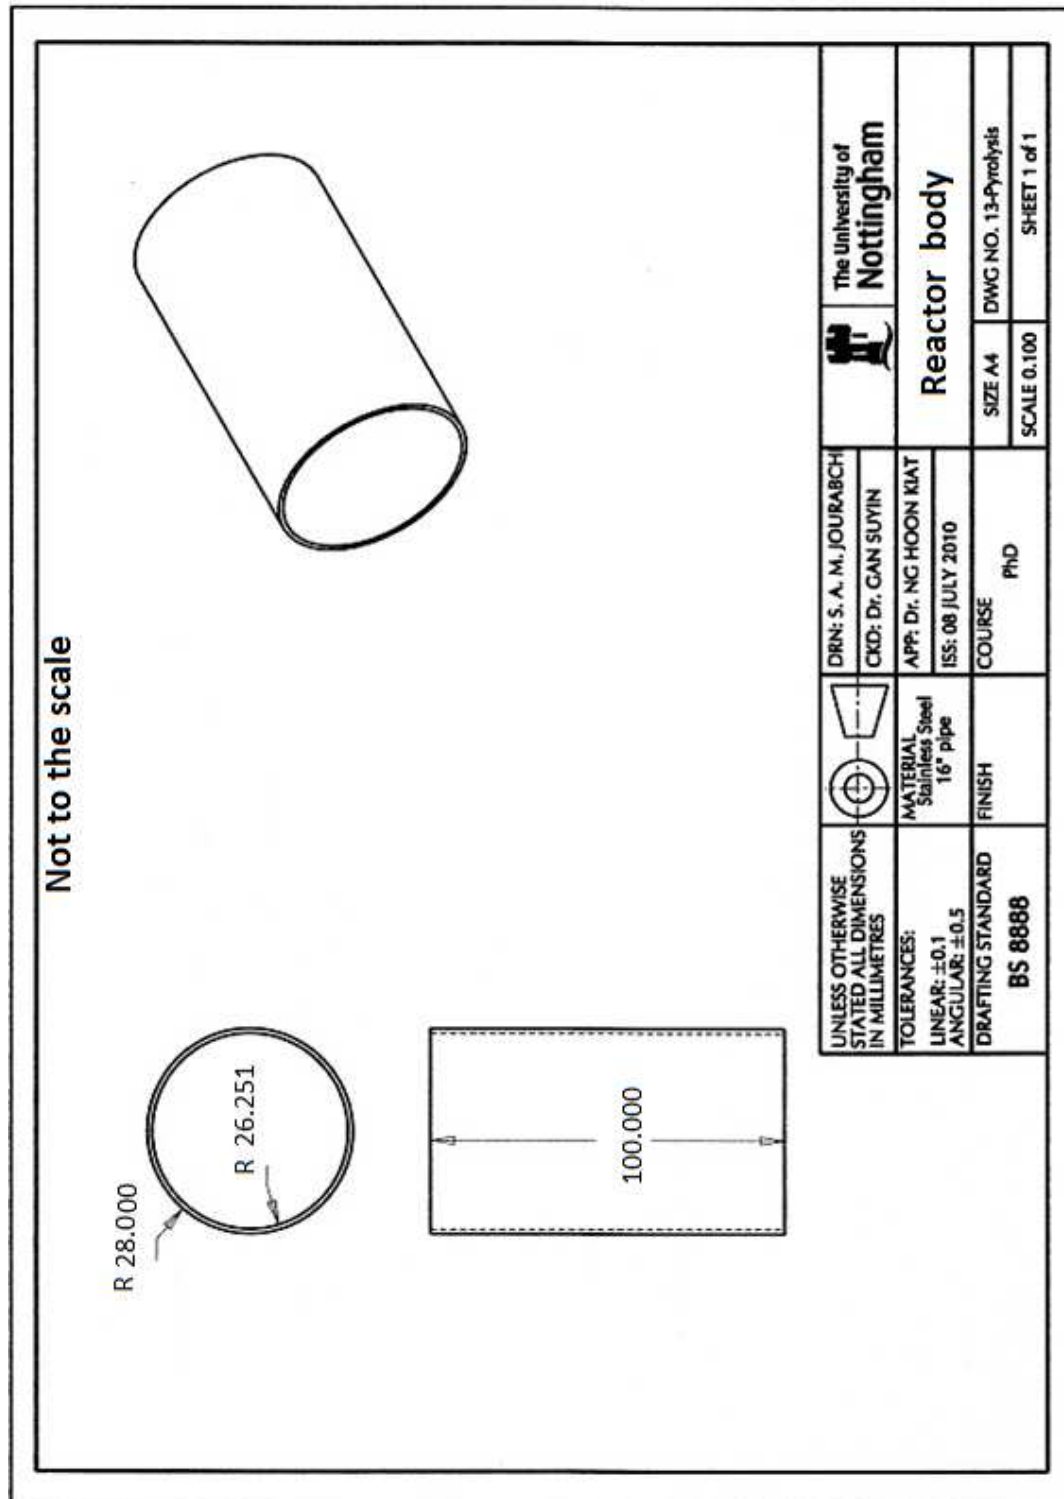 Not to the scale
R 28.000
R 26.251
100.000
UNLESS OTHERWISE
STATED ALL DIMENSIONS
IN MILLIMETRES
TOLERANCES:
LINEAR: ±0.1
ANGULAR: ±0.5
DRAFTING STANDARD
BS 8888
MATERIAL
Stainless Steel
16" pipe
FINISH
DRN: S. A. M. JOURABCHI
CKD: Dr. GAN SUYIN
APP: Dr. NG HOON KIAT
ISS: 08 JULY 2010
COURSE
PhD
The University of
Nottingham
Reactor body
SIZE A4
DWG NO. 13-Pyrolysis
SCALE 0.100
SHEET 1 of 1